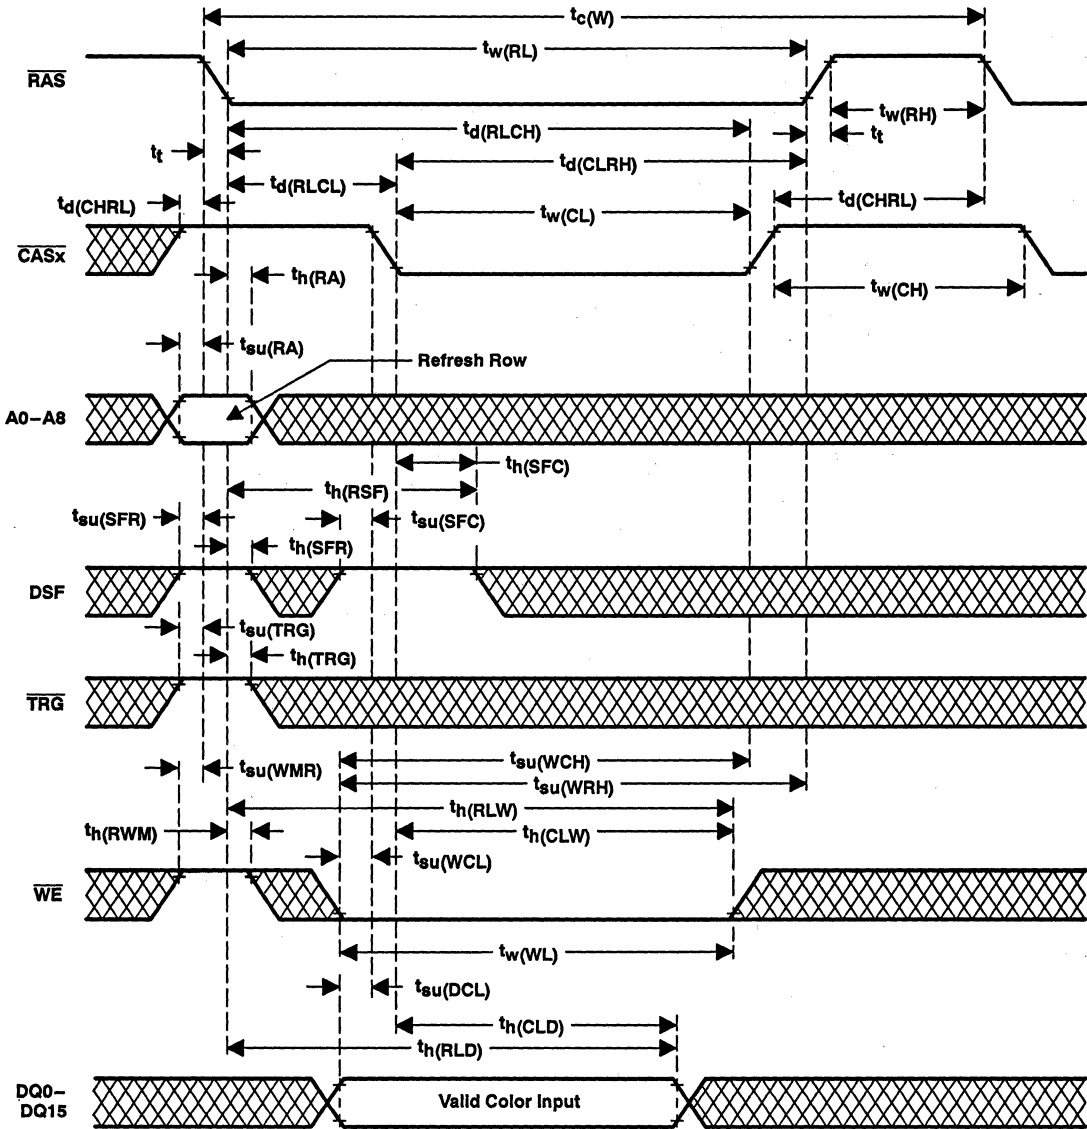 tc(W)
tw(RL)
RAS
tw(RH)
td(RLCH)
tt
tt
td(CLRH)
td(RLCL)
td(CHRL)
td(CHRL)
tw(CL)
CASx
th(RA)
tw(CH)
tsu(RA)
Refresh Row
A0–A8
th(SFC)
th(RSF)
tsu(SFR)
tsu(SFC)
th(SFR)
DSF
tsu(TRG)
th(TRG)
TRG
tsu(WCH)
tsu(WMR)
tsu(WRH)
th(RLW)
th(RWM)
th(CLW)
tsu(WCL)
WE
tw(WL)
tsu(DCL)
th(CLD)
th(RLD)
DQ0–
DQ15
Valid Color Input